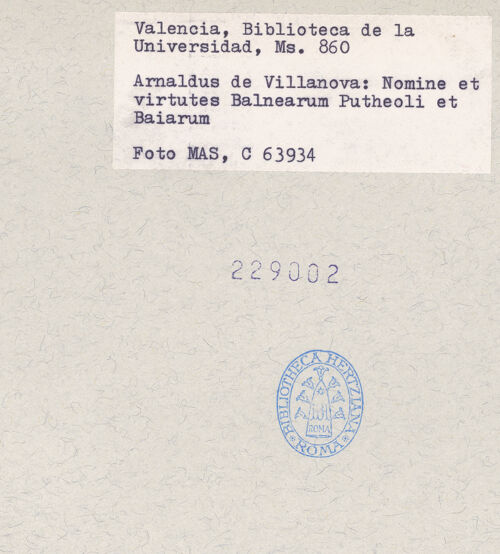 Valencia, Biblioteca de la
Universidad, Ms. 860
Arnaldus de Villanova: Nomine et
virtutes Balnearum Putheoli et
Baiarum
Foto MAS, C 63934
229002
BIBLIOTHECA HERTZIANA
ROMA
ROMA